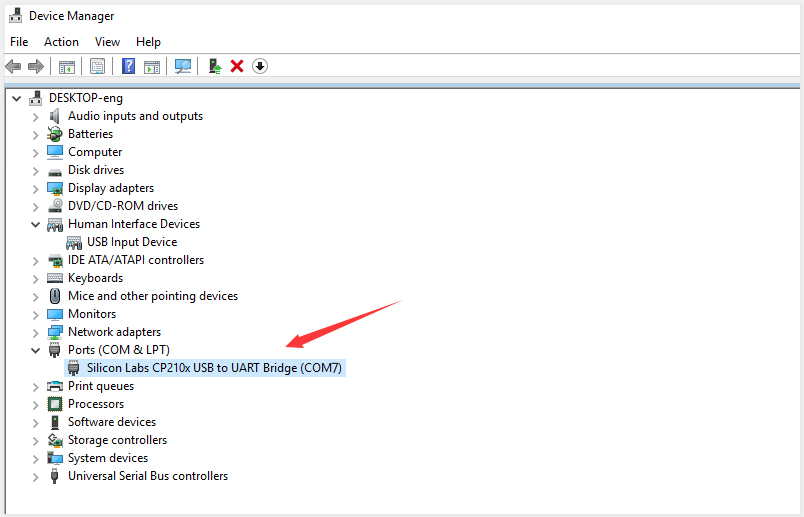 Device Manager
File Action View Help
DESKTOP-eng
Audio inputs and outputs
Batteries
Computer
Disk drives
Display adapters
DVD/CD-ROM drives
Human Interface Devices
USB Input Device
IDE ATA/ATAPI controllers
Keyboards
Mice and other pointing devices
Monitors
Network adapters
Ports (COM & LPT)
Silicon Labs CP210x USB to UART Bridge (COM7)
Print queues
Processors
Software devices
Storage controllers
System devices
Universal Serial Bus controllers